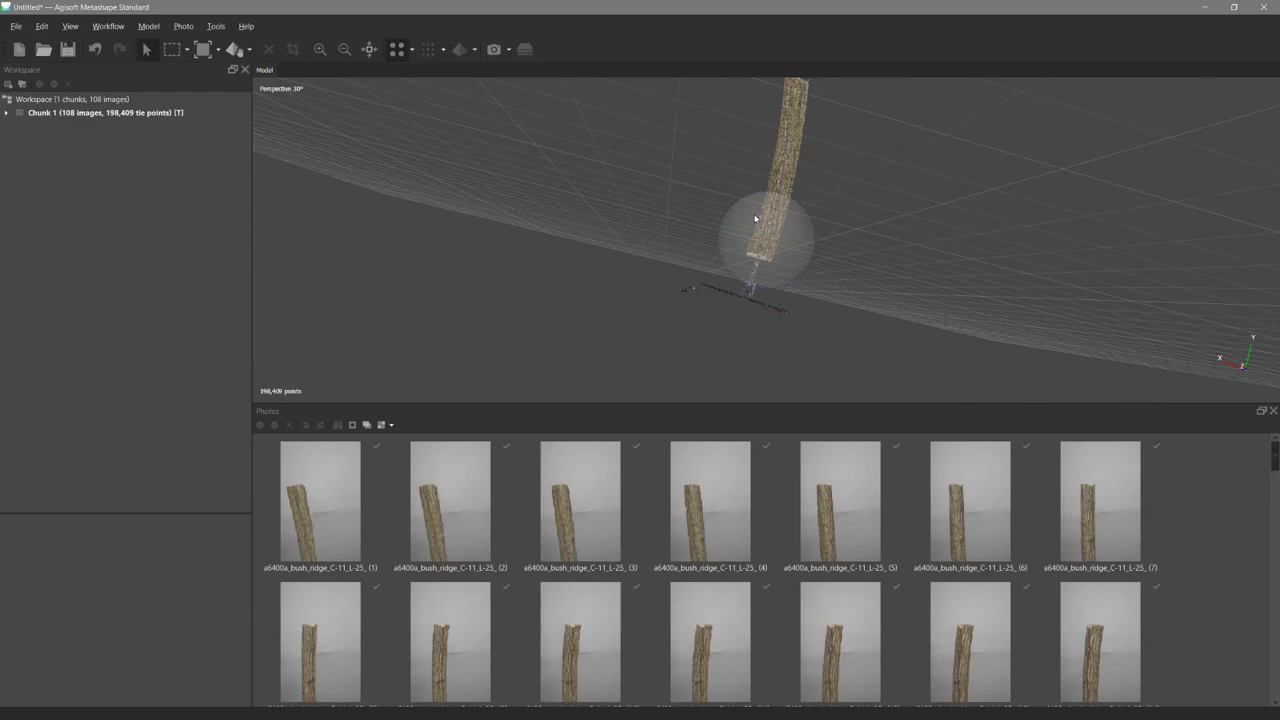 Untitled* — Agisoft Metashape Standard
File Edit View Workflow Model Photo Tools Help
Workspace
Workspace (1 chunks, 108 images)
Chunk 1 (108 images, 198,409 tie points) [T]
Model
Perspective 30°
Y
X
Z
198,409 points
Photos
a6400a_bush_ridge_C-11_L-25_ (1)
a6400a_bush_ridge_C-11_L-25_ (2)
a6400a_bush_ridge_C-11_L-25_ (3)
a6400a_bush_ridge_C-11_L-25_ (4)
a6400a_bush_ridge_C-11_L-25_ (5)
a6400a_bush_ridge_C-11_L-25_ (6)
a6400a_bush_ridge_C-11_L-25_ (7)